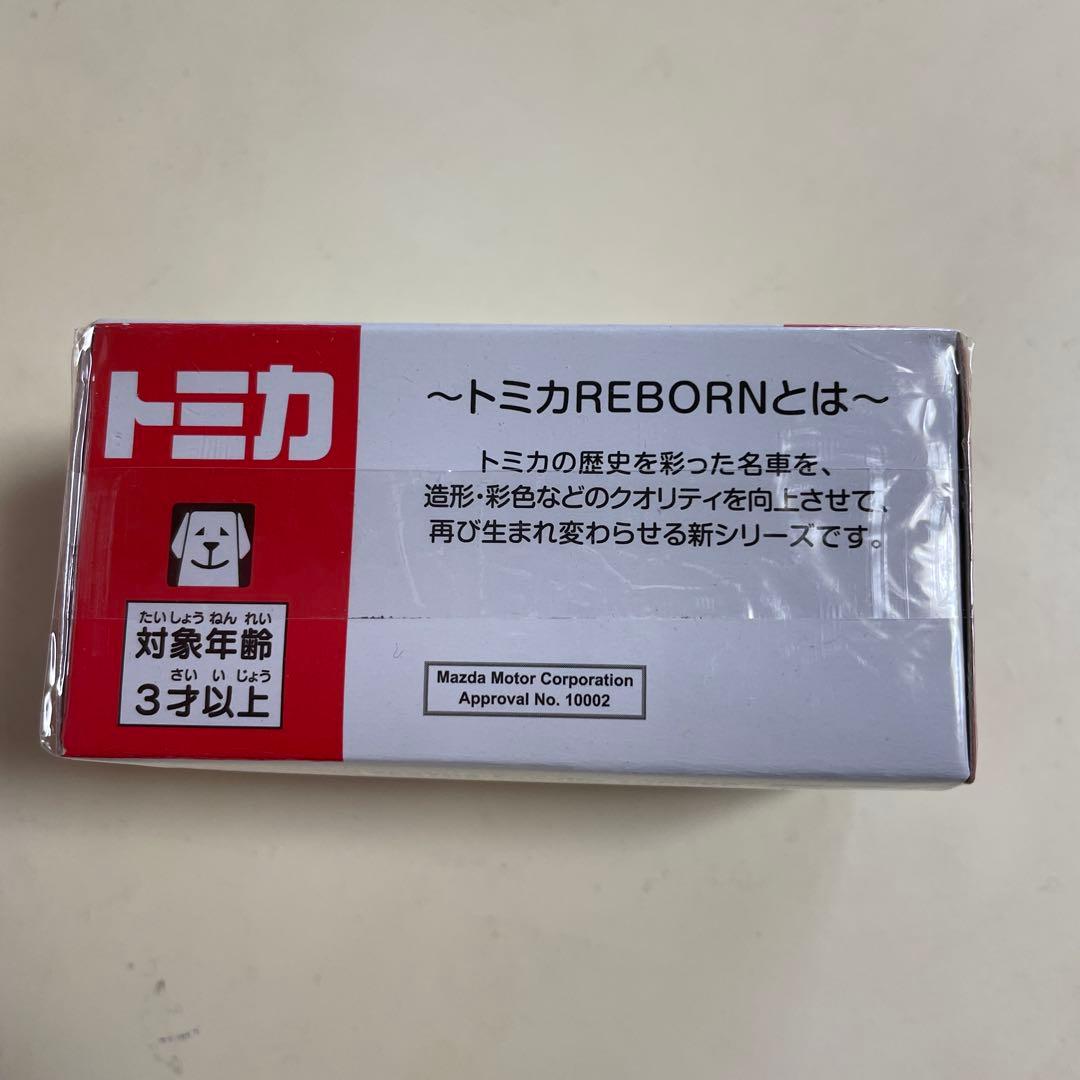 トミカ
たいしょうねんれい
対象年齢
さいいじょう
3才以上
～トミカREBORNとは～
トミカの歴史を彩った名車を、
造形・彩色などのクオリティを向上させて、
再び生まれ変わらせる新シリーズです。
Mazda Motor Corporation
Approval No. 10002